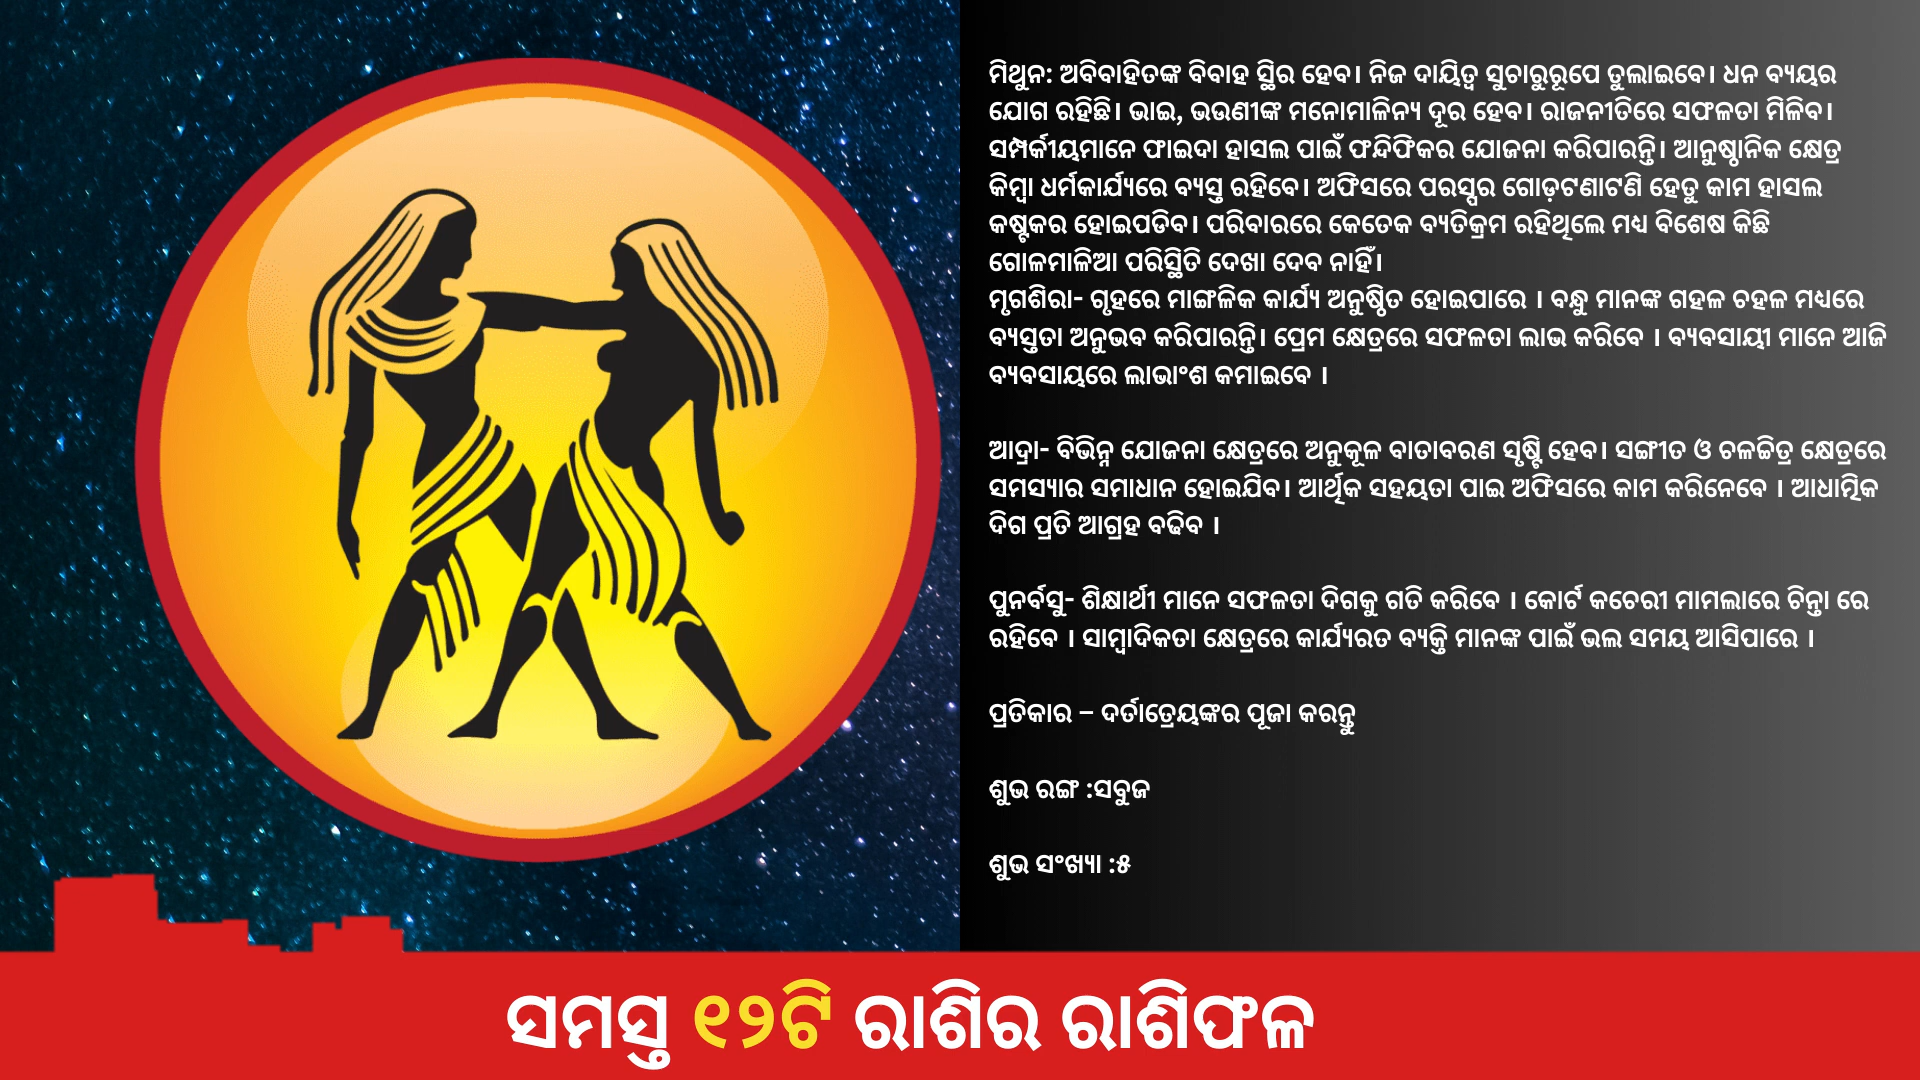 ମିଥୁନ: ଅବିବାହିତଙ୍କ ବିବାହ ସ୍ଥିର ହେବ। ନିଜ ଦାୟିତ୍ୱ ସୁଚାରୁରୂପେ ତୁଲାଇବେ। ଧନ ବ୍ୟୟର
ଯୋଗ ରହିଛି। ଭାଇ, ଭଉଣୀଙ୍କ ମନୋମାଳିନ୍ୟ ଦୂର ହେବ। ରାଜନୀତିରେ ସଫଳତା ମିଳିବ।
ସମ୍ପର୍କୀୟମାନେ ଫାଇଦା ହାସଲ ପାଇଁ ଫନ୍ଦିଫିକର ଯୋଜନା କରିପାରନ୍ତି। ଆନୁଷ୍ଠାନିକ କ୍ଷେତ୍ର
କିମ୍ବା ଧର୍ମକାର୍ଯ୍ୟରେ ବ୍ୟସ୍ତ ରହିବେ। ଅଫିସରେ ପରସ୍ପର ଗୋଡ଼ଟଣାଟଣି ହେତୁ କାମ ହାସଲ
କଷ୍ଟକର ହୋଇପଡିବ। ପରିବାରରେ କେତେକ ବ୍ୟତିକ୍ରମ ରହିଥିଲେ ମଧ୍ୟ ବିଶେଷ କିଛି
ଗୋଳମାଳିଆ ପରିସ୍ଥିତି ଦେଖା ଦେବ ନାହିଁ।
ମୃଗଶିରା- ଗୃହରେ ମାଙ୍ଗଳିକ କାର୍ଯ୍ୟ ଅନୁଷ୍ଠିତ ହୋଇପାରେ । ବନ୍ଧୁ ମାନଙ୍କ ଗହଳ ଚହଳ ମଧ୍ୟରେ
ବ୍ୟସ୍ତତା ଅନୁଭବ କରିପାରନ୍ତି। ପ୍ରେମ କ୍ଷେତ୍ରରେ ସଫଳତା ଲାଭ କରିବେ । ବ୍ୟବସାୟୀ ମାନେ ଆଜି
ବ୍ୟବସାୟରେ ଲାଭାଂଶ କମାଇବେ ।
ଆଦ୍ରା- ବିଭିନ୍ନ ଯୋଜନା କ୍ଷେତ୍ରରେ ଅନୁକୂଳ ବାତାବରଣ ସୃଷ୍ଟି ହେବ। ସଙ୍ଗୀତ ଓ ଚଳଚ୍ଚିତ୍ର କ୍ଷେତ୍ରରେ
ସମସ୍ୟାର ସମାଧାନ ହୋଇଯିବ। ଆର୍ଥିକ ସହୟତା ପାଇ ଅଫିସରେ କାମ କରିନେବେ । ଆଧାତ୍ମିକ
ଦିଗ ପ୍ରତି ଆଗ୍ରହ ବଢିବ ।
ପୁନର୍ବସୁ- ଶିକ୍ଷାର୍ଥୀ ମାନେ ସଫଳତା ଦିଗକୁ ଗତି କରିବେ । କୋର୍ଟ କଚେରୀ ମାମଲାରେ ଚିନ୍ତା ରେ
ରହିବେ । ସାମ୍ବାଦିକତା କ୍ଷେତ୍ରରେ କାର୍ଯ୍ୟରତ ବ୍ୟକ୍ତି ମାନଙ୍କ ପାଇଁ ଭଲ ସମୟ ଆସିପାରେ ।
ପ୍ରତିକାର – ଦର୍ତାତ୍ରେୟଙ୍କର ପୂଜା କରନ୍ତୁ
ଶୁଭ ରଙ୍ଗ :ସବୁଜ
ଶୁଭ ସଂଖ୍ୟା :୫
ସମସ୍ତ ୧୨ଟି ରାଶିର ରାଶିଫଳ